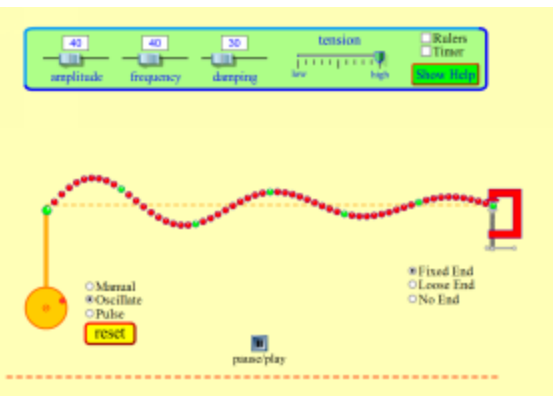 40 40 30
amplitude frequency damping
tension
low high
Rulers
Timer
Show Help
Manual
Oscillate
Pulse
reset
Fixed End
Loose End
No End
pause/play